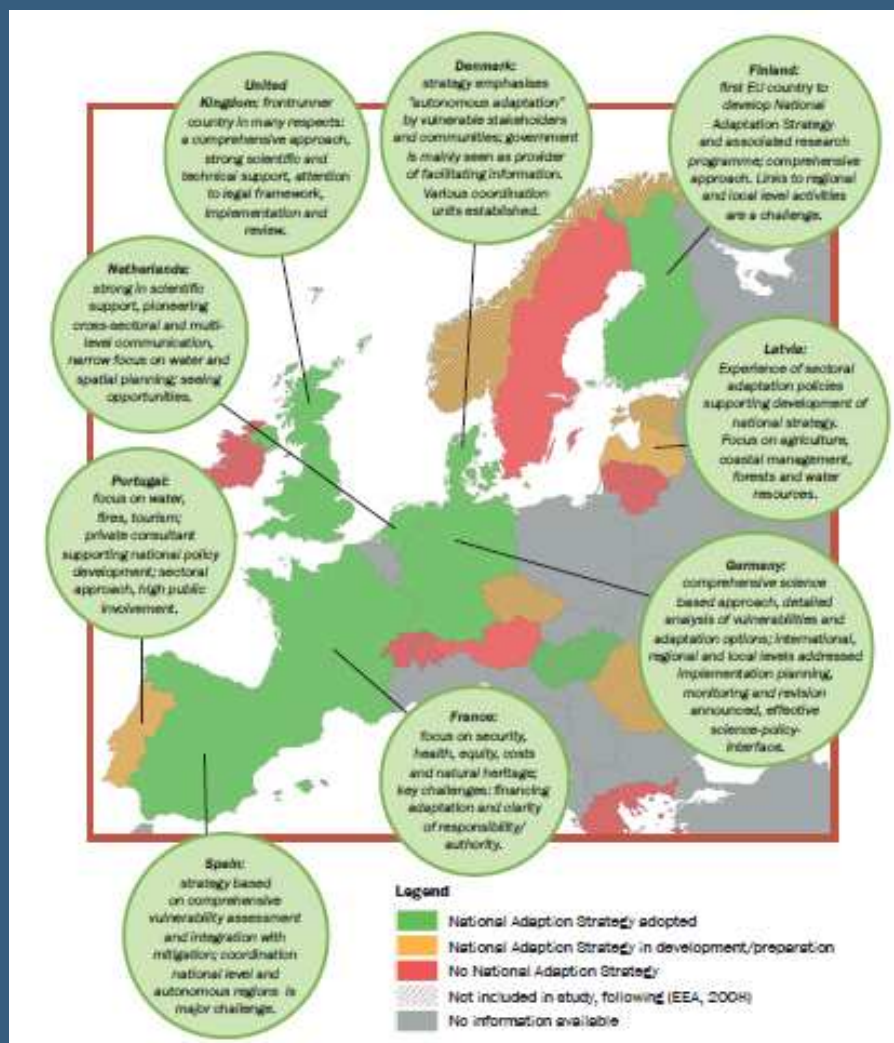 United
Kingdom: frontrunner
country in many respects:
a comprehensive approach,
strong scientific and
technical support, attention
to legal framework,
implementation and
review.
Denmark:
strategy emphasises
"autonomous adaptation"
by vulnerable stakeholders
and communities; government
is mainly seen as provider
of facilitating information.
Various coordination
units established.
Finland:
first EU country to
develop National
Adaptation Strategy
and associated research
programme; comprehensive
approach. Links to regional
and local level activities
are a challenge.
Netherlands:
strong in scientific
support, pioneering
cross-sectoral and multi-
level communication,
narrow focus on water and
spatial planning; seeing
opportunities.
Latvia:
Experience of sectoral
adaptation policies
supporting development of
national strategy.
Focus on agriculture,
coastal management,
forests and water
resources.
Portugal:
focus on water,
fires, tourism;
private consultant
supporting national policy
development; sectoral
approach, high public
involvement.
Germany:
comprehensive science
based approach, detailed
analysis of vulnerabilities and
adaptation options; international,
regional and local levels addressed
implementation planning,
monitoring and revision
announced, effective
science-policy-
interface.
France:
focus on security,
health, equity, costs
and natural heritage;
key challenges: financing
adaptation and clarity
of responsibility/
authority.
Spain:
strategy based
on comprehensive
vulnerability assessment
and integration with
mitigation; coordination
national level and
autonomous regions is
major challenge.
Legend
National Adaption Strategy adopted
National Adaption Strategy in development/preparation
No National Adaption Strategy
Not included in study, following (EEA, 2008)
No information available